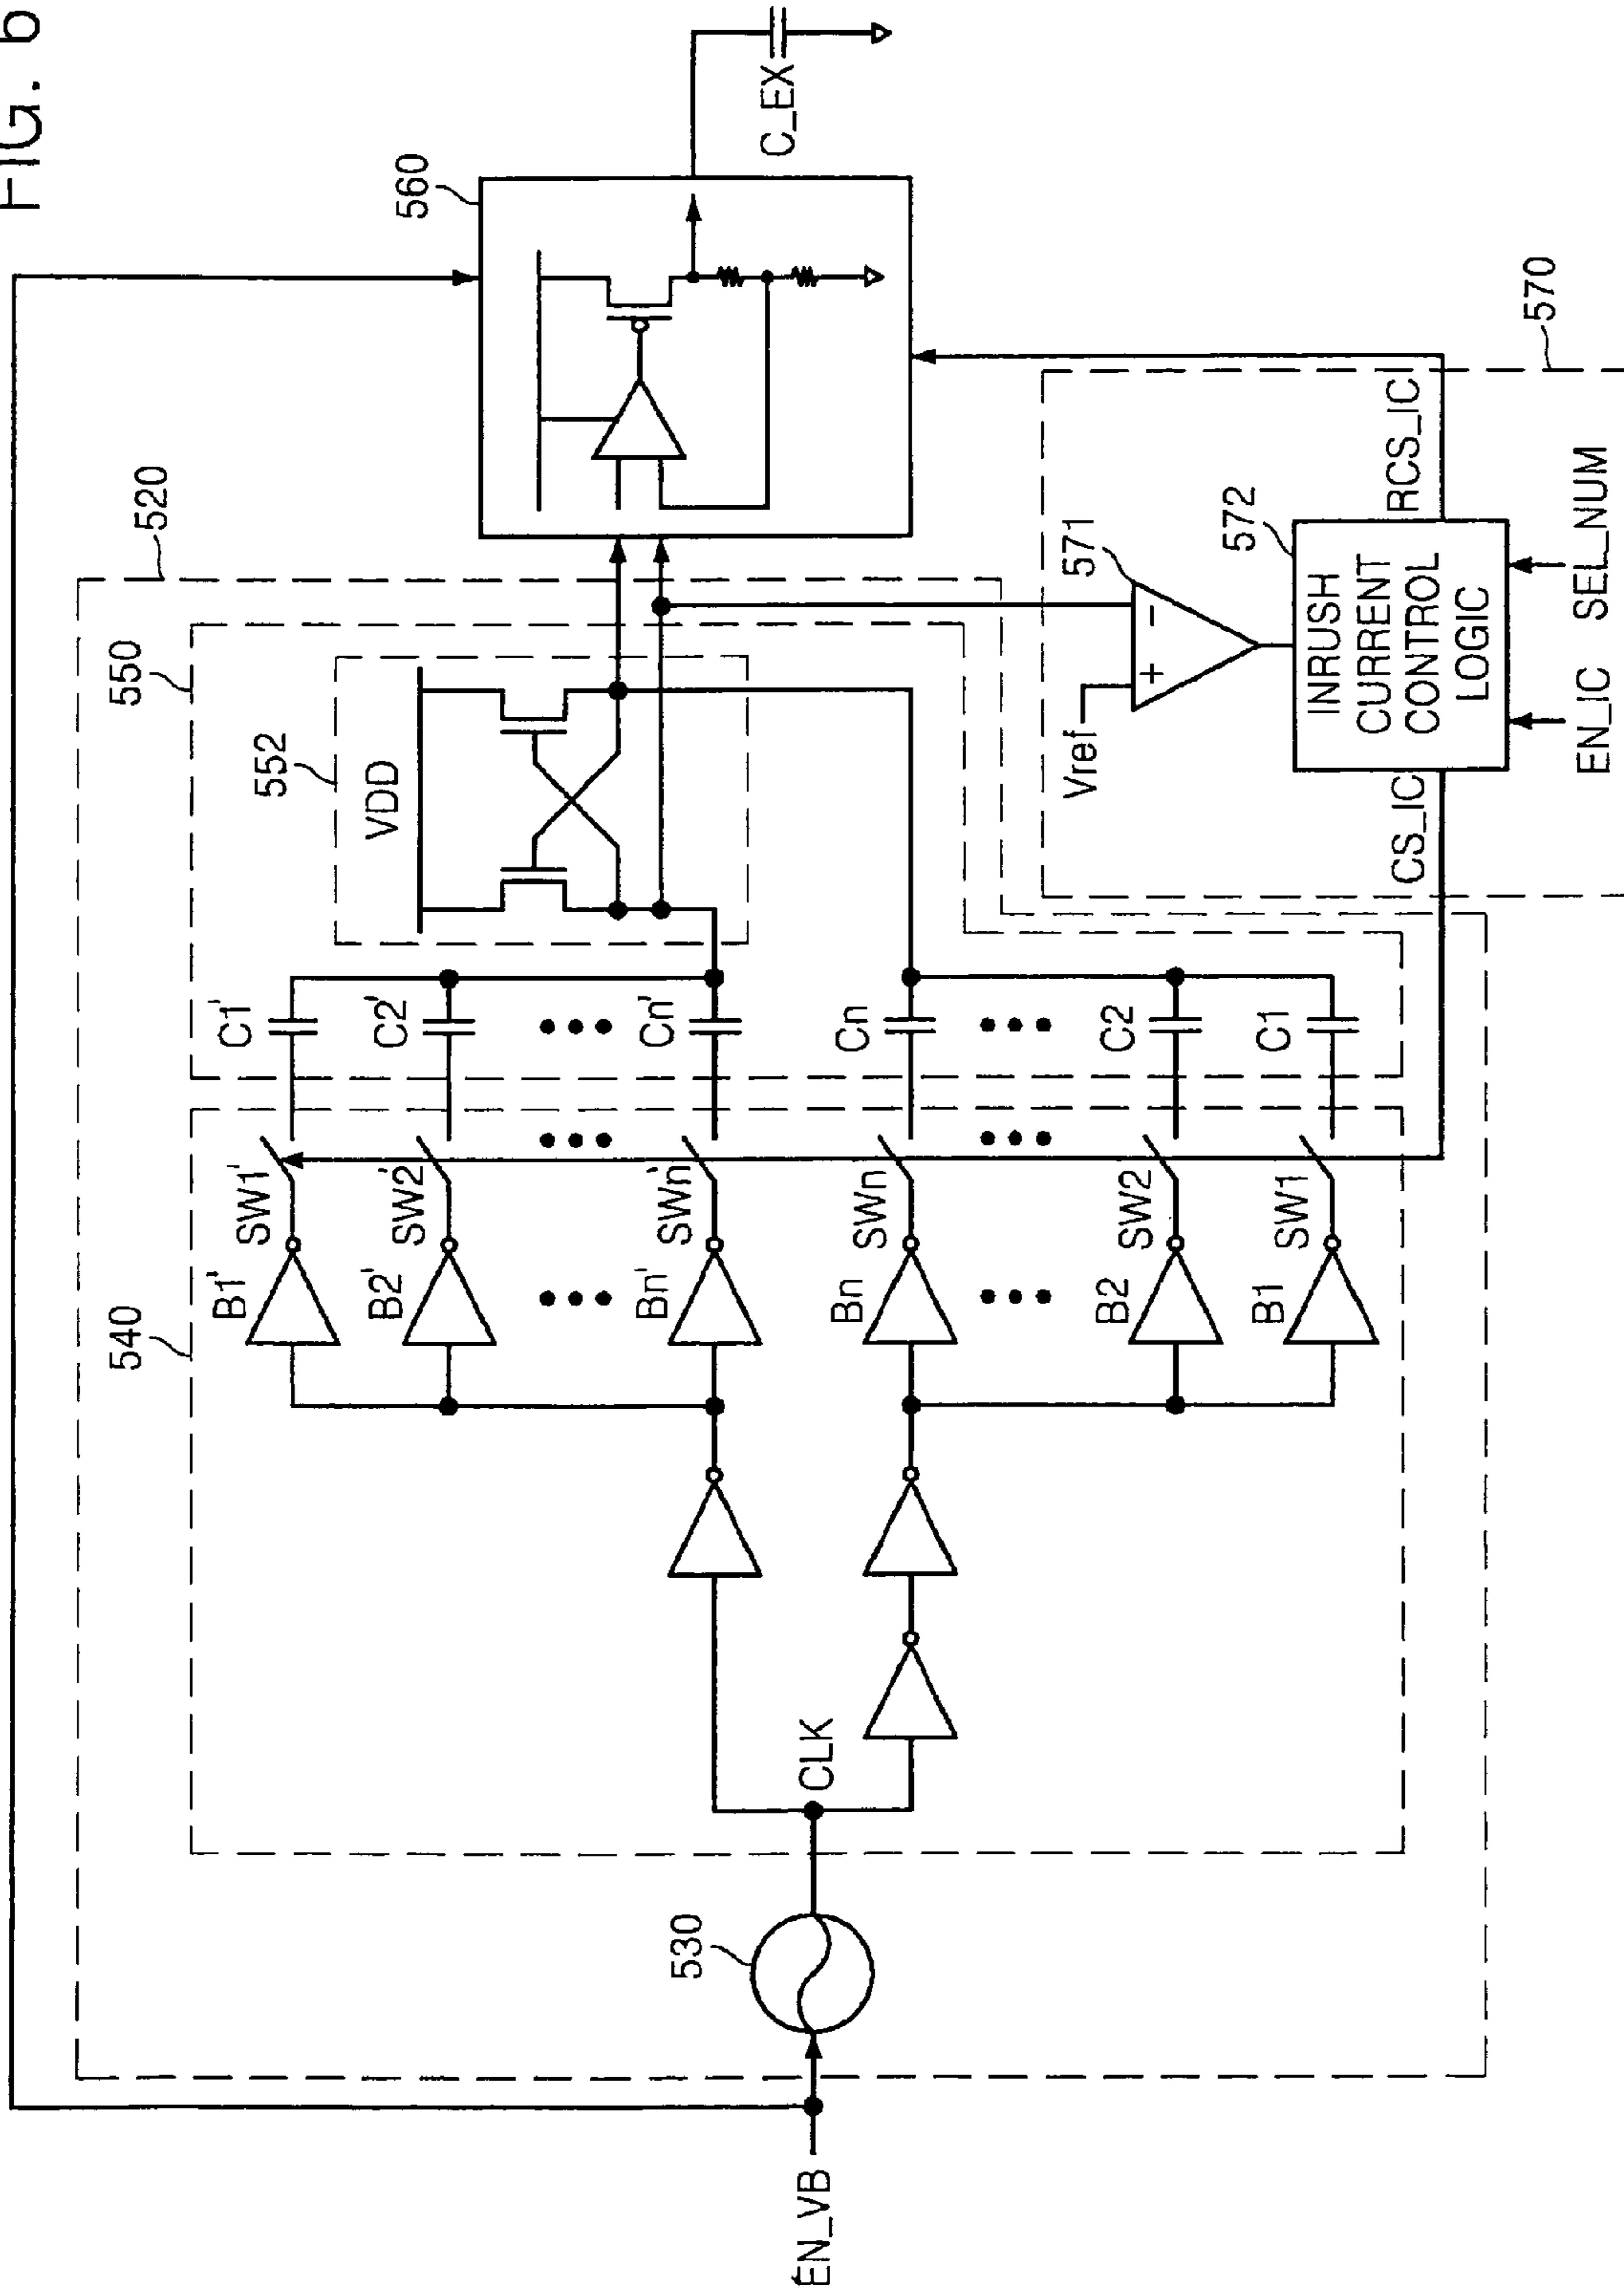 FIG. 6
560
C_EX
520
550
552
VDD
540
B1'
SW1'
C1'
B2'
SW2'
C2'
Bn'
SWn'
Cn'
Bn
SWn
Cn
B2
SW2
C2
B1
SW1
C1
530
CLK
EN_VB
570
571
Vref
+
−
572
INRUSH
CURRENT
CONTROL
LOGIC
CS_IC
RCS_IC
EN_IC
SEL_NUM